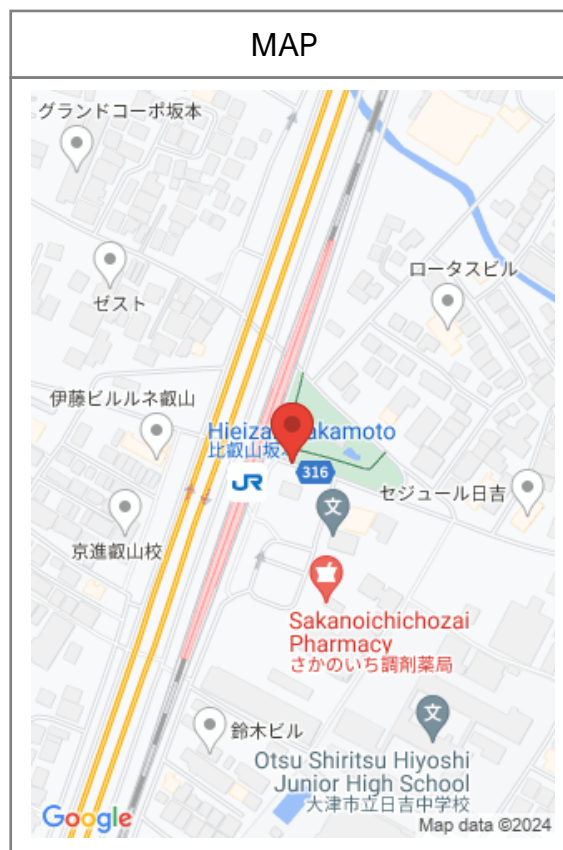 MAP
グランドコーポ坂本
ロータスビル
ゼスト
伊藤ビルルネ叡山
Hieiza akamoto
比叡山坂
JR
316
文
セジュール日吉
京進叡山校
Sakanoichichozai
Pharmacy
さかのいち調剤薬局
文
鈴木ビル
Otsu Shiritsu Hiyoshi
Junior High School
大津市立日吉中学校
Google
Map data ©2024